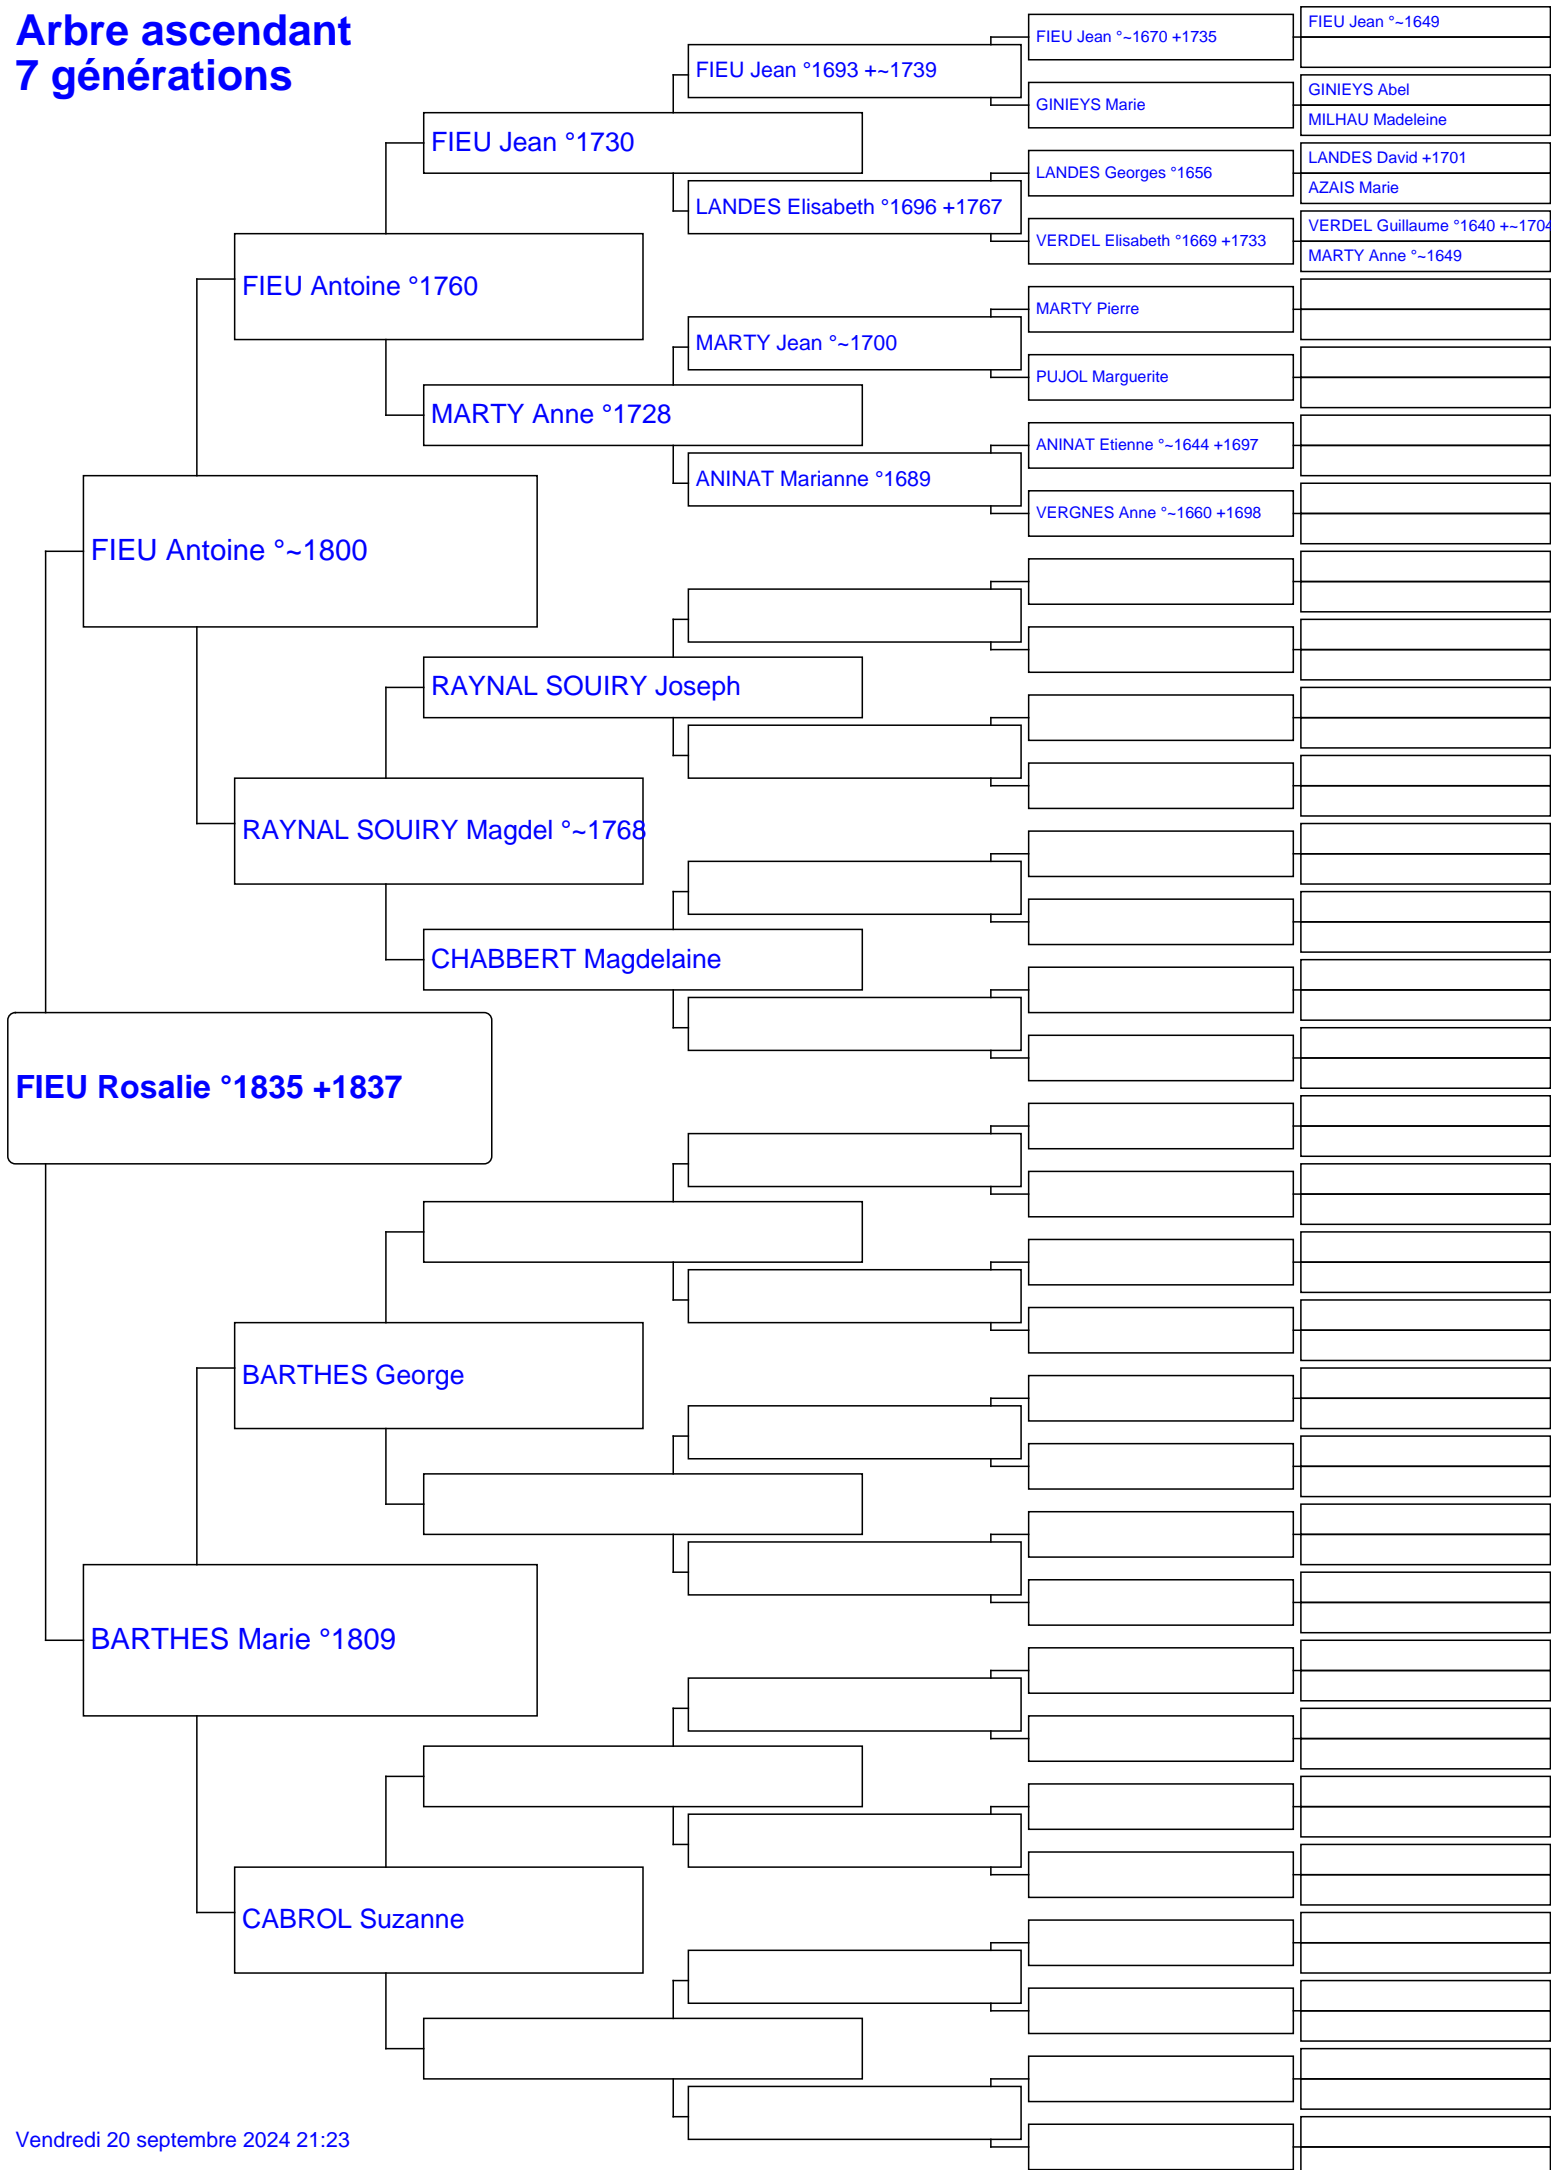 Arbre ascendant
7 générations
FIEU Jean °~1649
FIEU Jean °~1670 +1735
FIEU Jean °1693 +~1739
GINIEYS Abel
GINIEYS Marie
MILHAU Madeleine
FIEU Jean °1730
LANDES David +1701
LANDES Georges °1656
AZAIS Marie
LANDES Elisabeth °1696 +1767
VERDEL Guillaume °1640 +~1704
VERDEL Elisabeth °1669 +1733
MARTY Anne °~1649
FIEU Antoine °1760
MARTY Pierre
MARTY Jean °~1700
PUJOL Marguerite
MARTY Anne °1728
ANINAT Etienne °~1644 +1697
ANINAT Marianne °1689
VERGNES Anne °~1660 +1698
FIEU Antoine °~1800
RAYNAL SOUIRY Joseph
RAYNAL SOUIRY Magdel °~1768
CHABBERT Magdelaine
FIEU Rosalie °1835 +1837
BARTHES George
BARTHES Marie °1809
CABROL Suzanne
Vendredi 20 septembre 2024 21:23